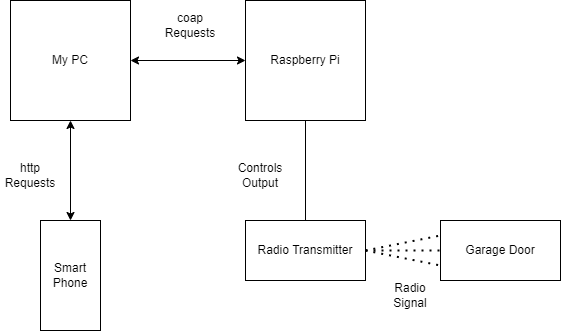 coap
Requests
My PC
Raspberry Pi
http
Requests
Controls
Output
Smart
Phone
Radio Transmitter
Garage Door
Radio
Signal